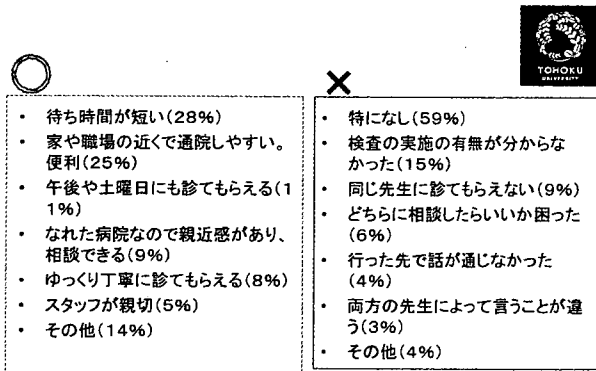 TOHOKU
UNIVERSITY
○
×
・ 待ち時間が短い(28%)
・ 家や職場の近くで通院しやすい。
便利(25%)
・ 午後や土曜日にも診てもらえる(1
1%)
・ なれた病院なので親近感があり、
相談できる(9%)
・ ゆっくり丁寧に診てもらえる(8%)
・ スタッフが親切(5%)
・ その他(14%)
・ 特になし(59%)
・ 検査の実施の有無が分からな
かった(15%)
・ 同じ先生に診てもらえない(9%)
・ どちらに相談したらいいか困った
(6%)
・ 行った先で話が通じなかった
(4%)
・ 両方の先生によって言うことが違
う(3%)
・ その他(4%)